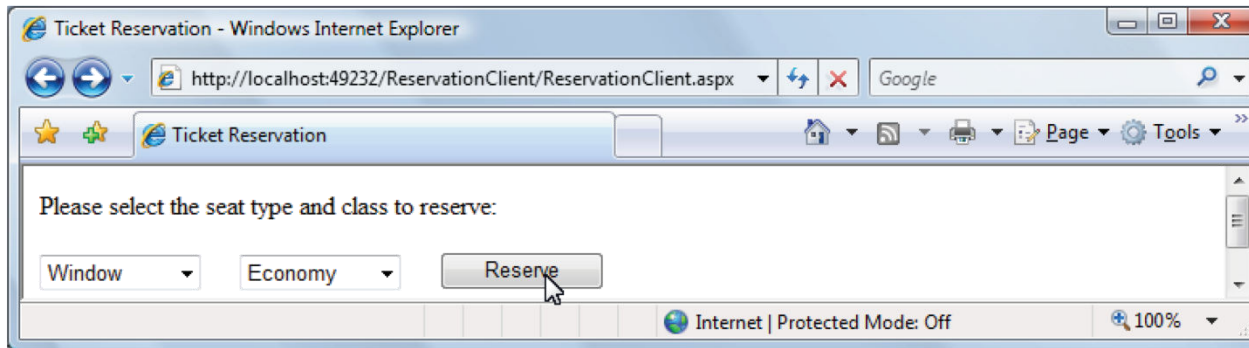 Ticket Reservation - Windows Internet Explorer
http://localhost:49232/ReservationClient/ReservationClient.aspx Google
Ticket Reservation Page Tools
Please select the seat type and class to reserve:
Window Economy Reserve
Internet | Protected Mode: Off 100%